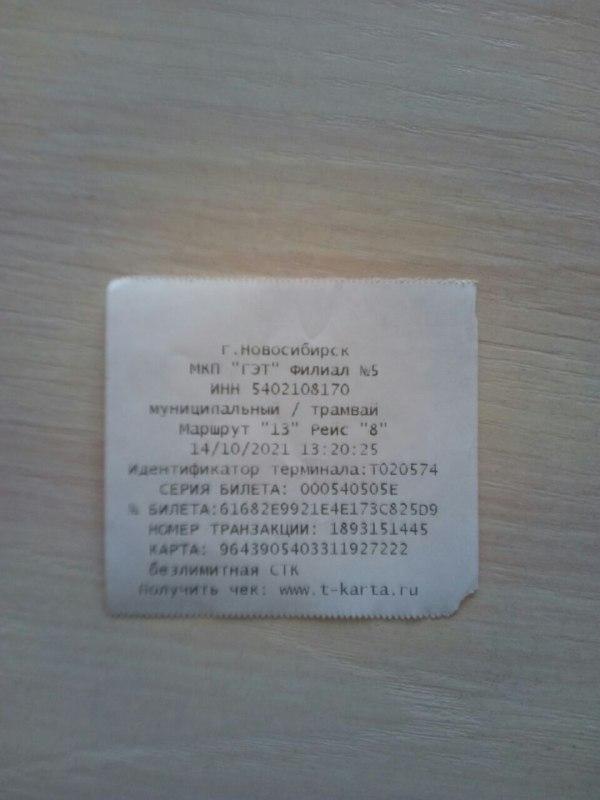 г.Новосибирск
МКП "ГЭТ" Филиал №5
ИНН 5402108170
муниципальный / трамвай
Маршрут "13" Рейс "8"
14/10/2021 13:20:25
Идентификатор терминала:T020574
СЕРИЯ БИЛЕТА: 000540505E
№ БИЛЕТА:61682E9921E4E173C825D9
НОМЕР ТРАНЗАКЦИИ: 1893151445
КАРТА: 9643905403311927222
безлимитная СТК
Получить чек: www.t-karta.ru